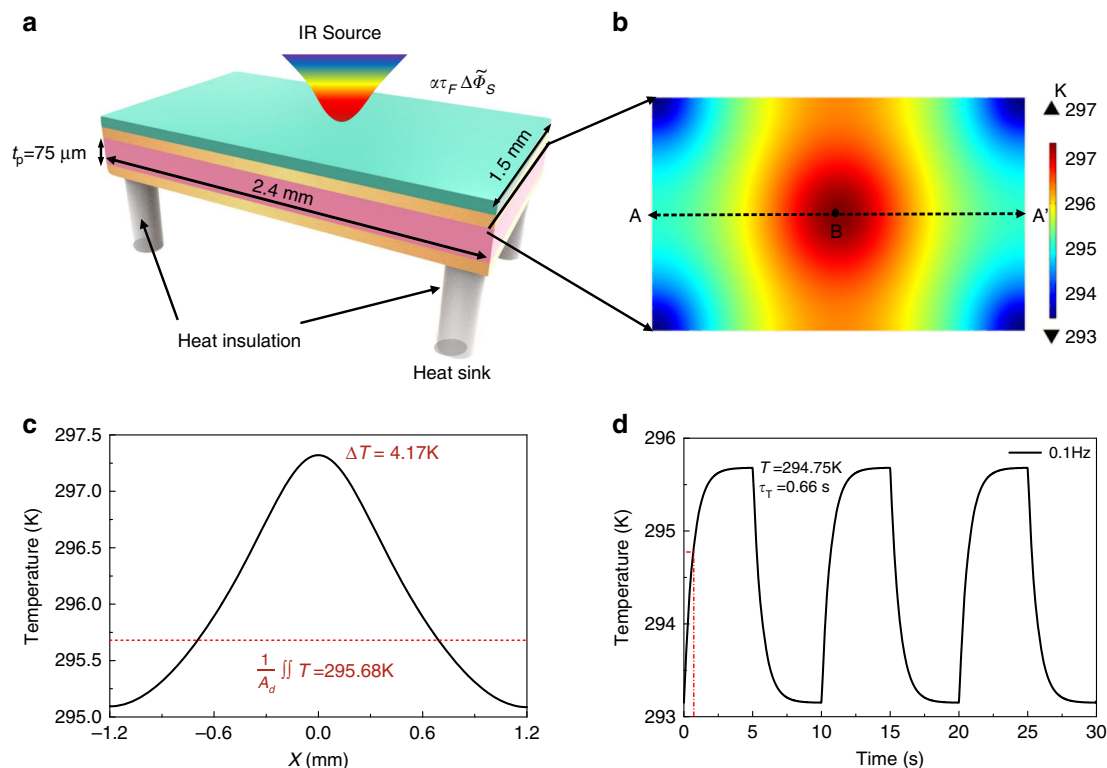 a
IR Source
ατ_F ΔΦ̃_S
t_p=75 μm
2.4 mm
1.5 mm
Heat insulation
Heat sink
b
K
297
297
296
295
294
293
A
B
A'
c
297.5
297.0
296.5
296.0
295.5
295.0
Temperature (K)
ΔT = 4.17K
1/A_d ∬ T =295.68K
−1.2
−0.6
0.0
0.6
1.2
X (mm)
d
296
295
294
293
Temperature (K)
T=294.75K
τ_T =0.66 s
0.1Hz
0
5
10
15
20
25
30
Time (s)